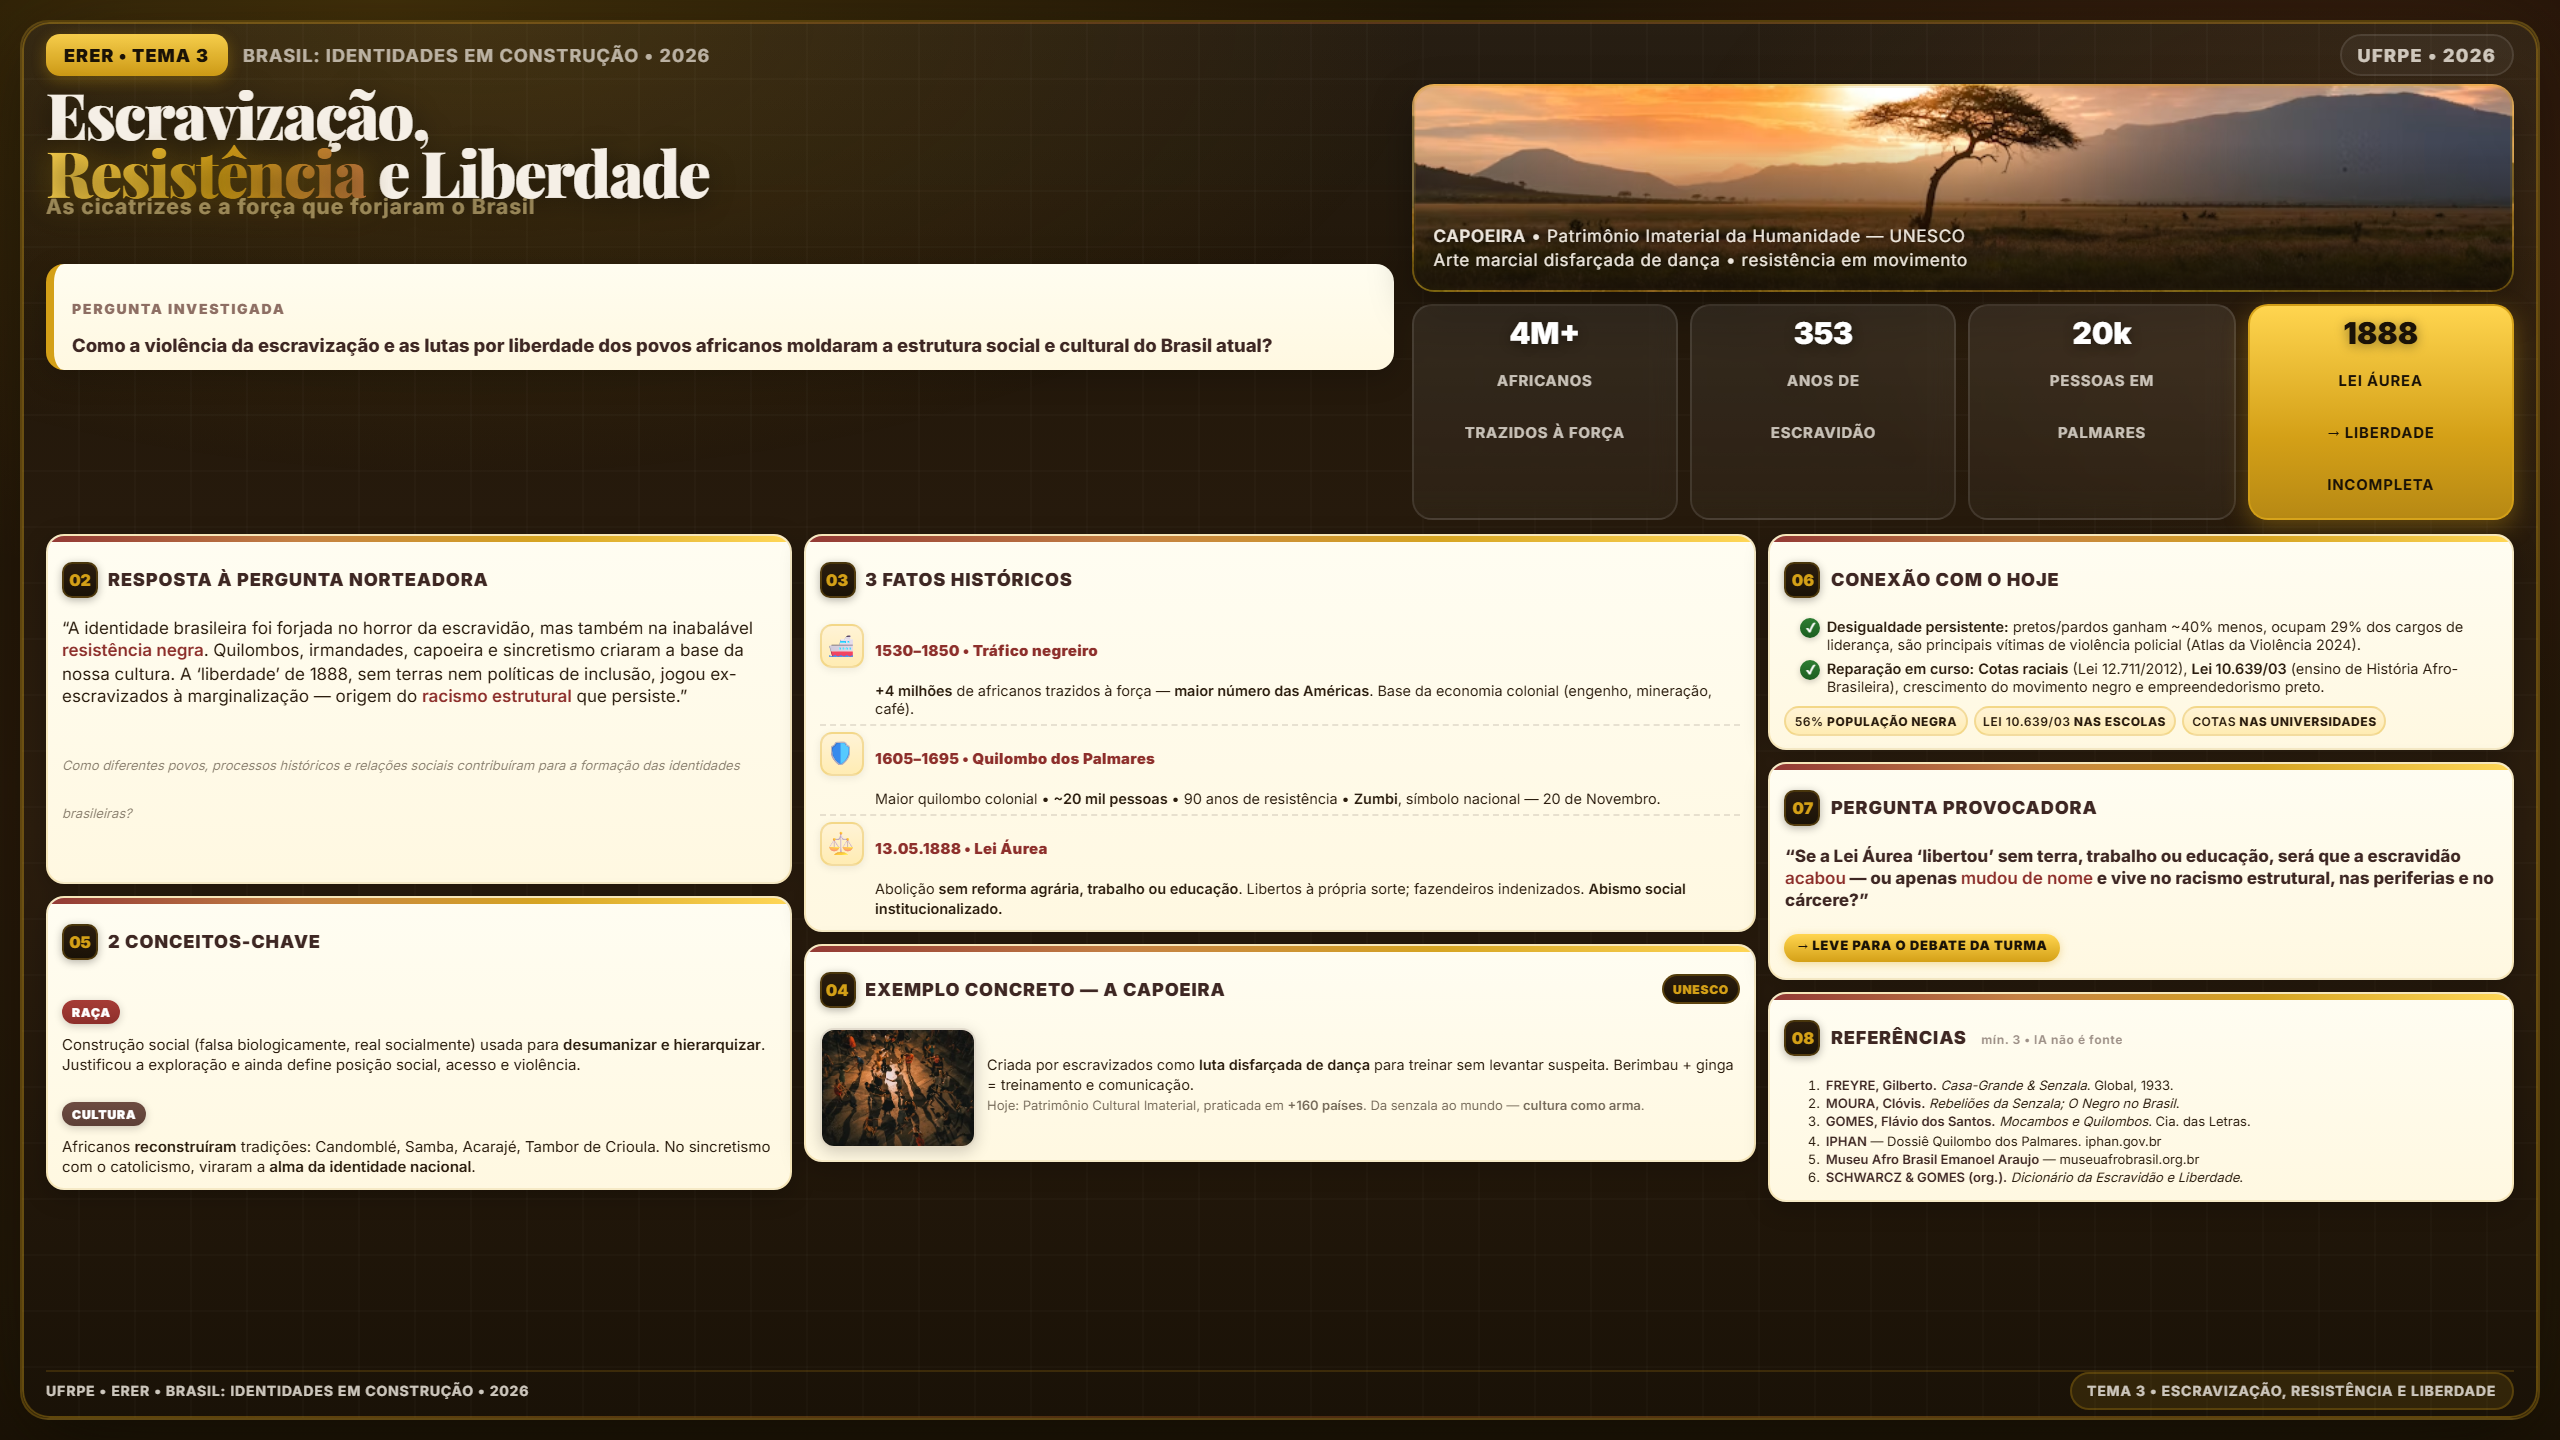 ERER • TEMA 3
BRASIL: IDENTIDADES EM CONSTRUÇÃO • 2026
UFRPE • 2026
Escravização,
Resistência e Liberdade
As cicatrizes e a força que forjaram o Brasil
PERGUNTA INVESTIGADA
Como a violência da escravização e as lutas por liberdade dos povos africanos moldaram a estrutura social e cultural do Brasil atual?
CAPOEIRA • Patrimônio Imaterial da Humanidade — UNESCO
Arte marcial disfarçada de dança • resistência em movimento
4M+
AFRICANOS
TRAZIDOS À FORÇA
353
ANOS DE
ESCRAVIDÃO
20k
PESSOAS EM
PALMARES
1888
LEI ÁUREA
→ LIBERDADE
INCOMPLETA
02
RESPOSTA À PERGUNTA NORTEADORA
“A identidade brasileira foi forjada no horror da escravidão, mas também na inabalável
resistência negra. Quilombos, irmandades, capoeira e sincretismo criaram a base da
nossa cultura. A ‘liberdade’ de 1888, sem terras nem políticas de inclusão, jogou ex-
escravizados à marginalização — origem do racismo estrutural que persiste.”
Como diferentes povos, processos históricos e relações sociais contribuíram para a formação das identidades
brasileiras?
05
2 CONCEITOS-CHAVE
RAÇA
Construção social (falsa biologicamente, real socialmente) usada para desumanizar e hierarquizar.
Justificou a exploração e ainda define posição social, acesso e violência.
CULTURA
Africanos reconstruíram tradições: Candomblé, Samba, Acarajé, Tambor de Crioula. No sincretismo
com o catolicismo, viraram a alma da identidade nacional.
03
3 FATOS HISTÓRICOS
1530–1850 • Tráfico negreiro
+4 milhões de africanos trazidos à força — maior número das Américas. Base da economia colonial (engenho, mineração,
café).
1605–1695 • Quilombo dos Palmares
Maior quilombo colonial • ~20 mil pessoas • 90 anos de resistência • Zumbi, símbolo nacional — 20 de Novembro.
13.05.1888 • Lei Áurea
Abolição sem reforma agrária, trabalho ou educação. Libertos à própria sorte; fazendeiros indenizados. Abismo social
institucionalizado.
04
EXEMPLO CONCRETO — A CAPOEIRA
UNESCO
Criada por escravizados como luta disfarçada de dança para treinar sem levantar suspeita. Berimbau + ginga
= treinamento e comunicação.
Hoje: Patrimônio Cultural Imaterial, praticada em +160 países. Da senzala ao mundo — cultura como arma.
06
CONEXÃO COM O HOJE
Desigualdade persistente: pretos/pardos ganham ~40% menos, ocupam 29% dos cargos de
liderança, são principais vítimas de violência policial (Atlas da Violência 2024).
Reparação em curso: Cotas raciais (Lei 12.711/2012), Lei 10.639/03 (ensino de História Afro-
Brasileira), crescimento do movimento negro e empreendedorismo preto.
56% POPULAÇÃO NEGRA
LEI 10.639/03 NAS ESCOLAS
COTAS NAS UNIVERSIDADES
07
PERGUNTA PROVOCADORA
“Se a Lei Áurea ‘libertou’ sem terra, trabalho ou educação, será que a escravidão
acabou — ou apenas mudou de nome e vive no racismo estrutural, nas periferias e no
cárcere?”
→ LEVE PARA O DEBATE DA TURMA
08
REFERÊNCIAS mín. 3 • IA não é fonte
1. FREYRE, Gilberto. Casa-Grande & Senzala. Global, 1933.
2. MOURA, Clóvis. Rebeliões da Senzala; O Negro no Brasil.
3. GOMES, Flávio dos Santos. Mocambos e Quilombos. Cia. das Letras.
4. IPHAN — Dossiê Quilombo dos Palmares. iphan.gov.br
5. Museu Afro Brasil Emanoel Araujo — museuafrobrasil.org.br
6. SCHWARCZ & GOMES (org.). Dicionário da Escravidão e Liberdade.
UFRPE • ERER • BRASIL: IDENTIDADES EM CONSTRUÇÃO • 2026
TEMA 3 • ESCRAVIZAÇÃO, RESISTÊNCIA E LIBERDADE